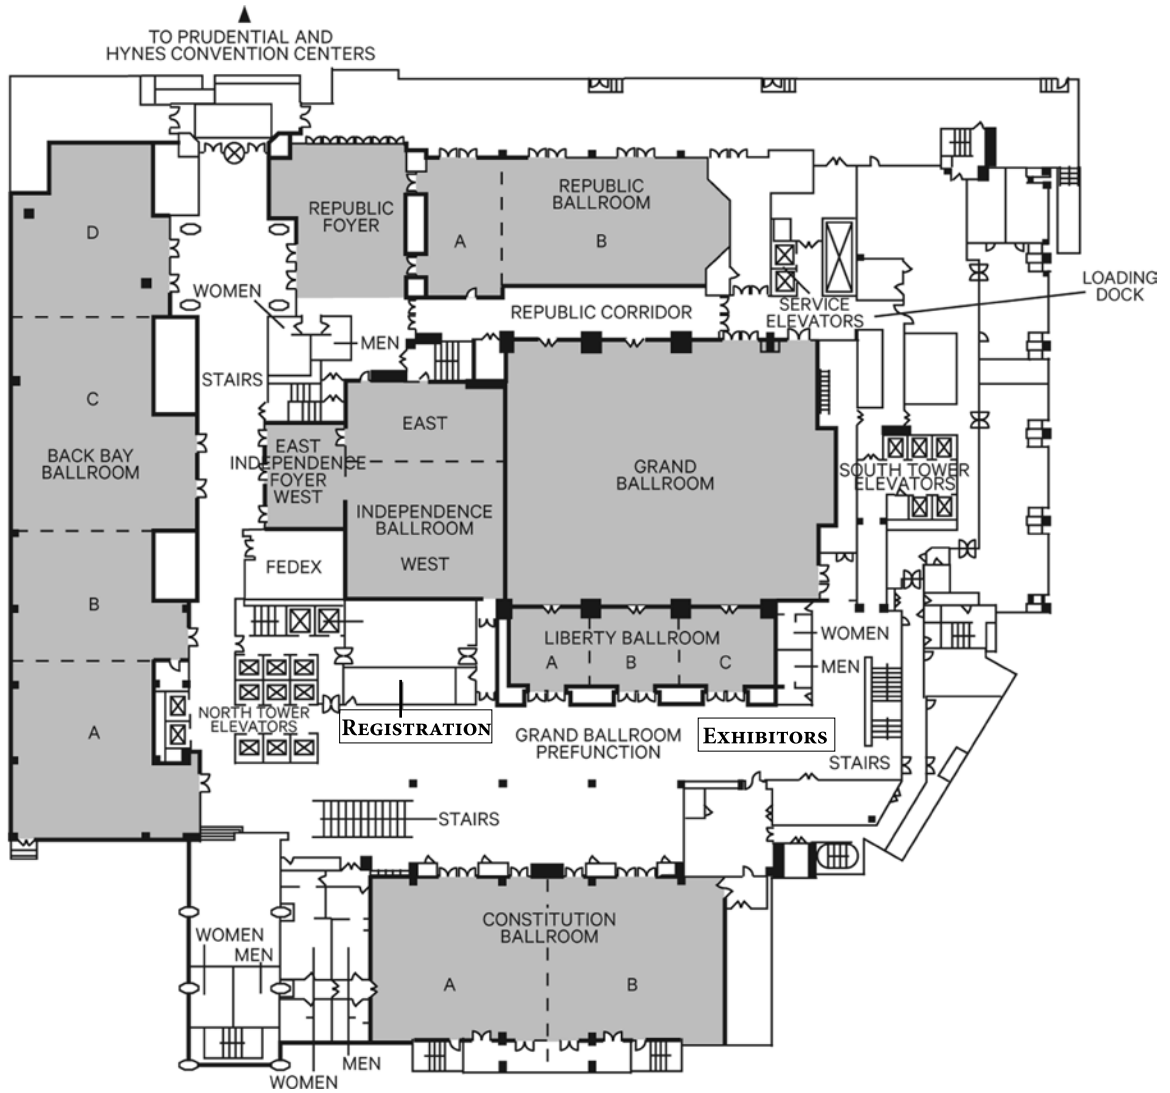 TO PRUDENTIAL AND
HYNES CONVENTION CENTERS
REPUBLIC
FOYER
REPUBLIC
BALLROOM
A
B
D
WOMEN
MEN
REPUBLIC CORRIDOR
SERVICE
ELEVATORS
LOADING
DOCK
STAIRS
C
BACK BAY
BALLROOM
EAST
EAST
INDEPENDENCE
FOYER
WEST
INDEPENDENCE
BALLROOM
WEST
GRAND
BALLROOM
SOUTH TOWER
ELEVATORS
FEDEX
B
LIBERTY BALLROOM
A
B
C
WOMEN
MEN
A
NORTH TOWER
ELEVATORS
REGISTRATION
GRAND BALLROOM
PREFUNCTION
EXHIBITORS
STAIRS
STAIRS
CONSTITUTION
BALLROOM
A
B
WOMEN
MEN
MEN
WOMEN